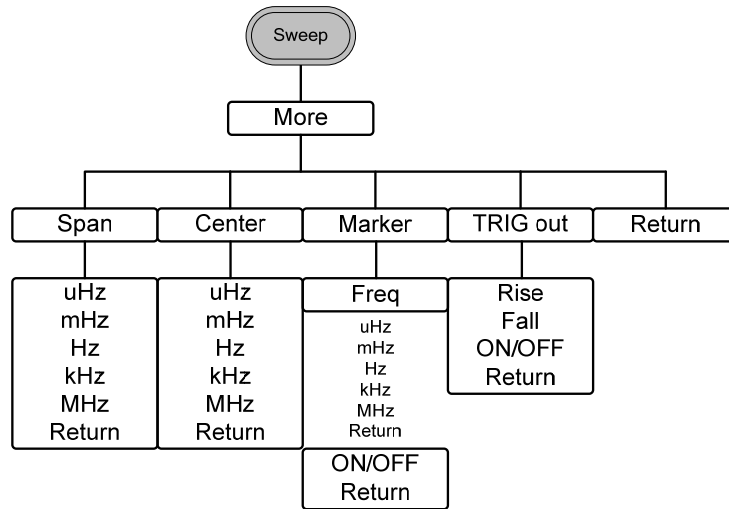 Sweep
More
Span
Center
Marker
TRIG out
Return
uHz
mHz
Hz
kHz
MHz
Return
uHz
mHz
Hz
kHz
MHz
Return
Freq
uHz
mHz
Hz
kHz
MHz
Return
ON/OFF
Return
Rise
Fall
ON/OFF
Return